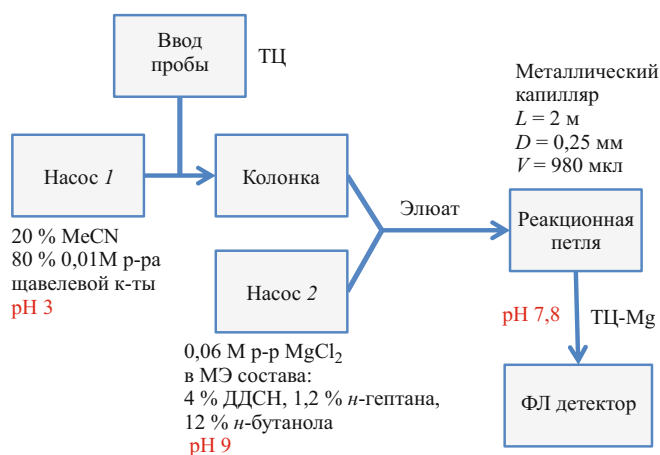 Ввод
пробы
ТЦ
Металлический
капилляр
L = 2 м
D = 0,25 мм
V = 980 мкл
Насос 1
Колонка
Элюат
Реакционная
петля
20 % MeCN
80 % 0,01М р-ра
щавелевой к-ты
pH 3
Насос 2
pH 7,8
ТЦ-Mg
0,06 М р-р MgCl₂
в МЭ состава:
4 % ДДСН, 1,2 % н-гептана,
12 % н-бутанола
pH 9
ФЛ детектор